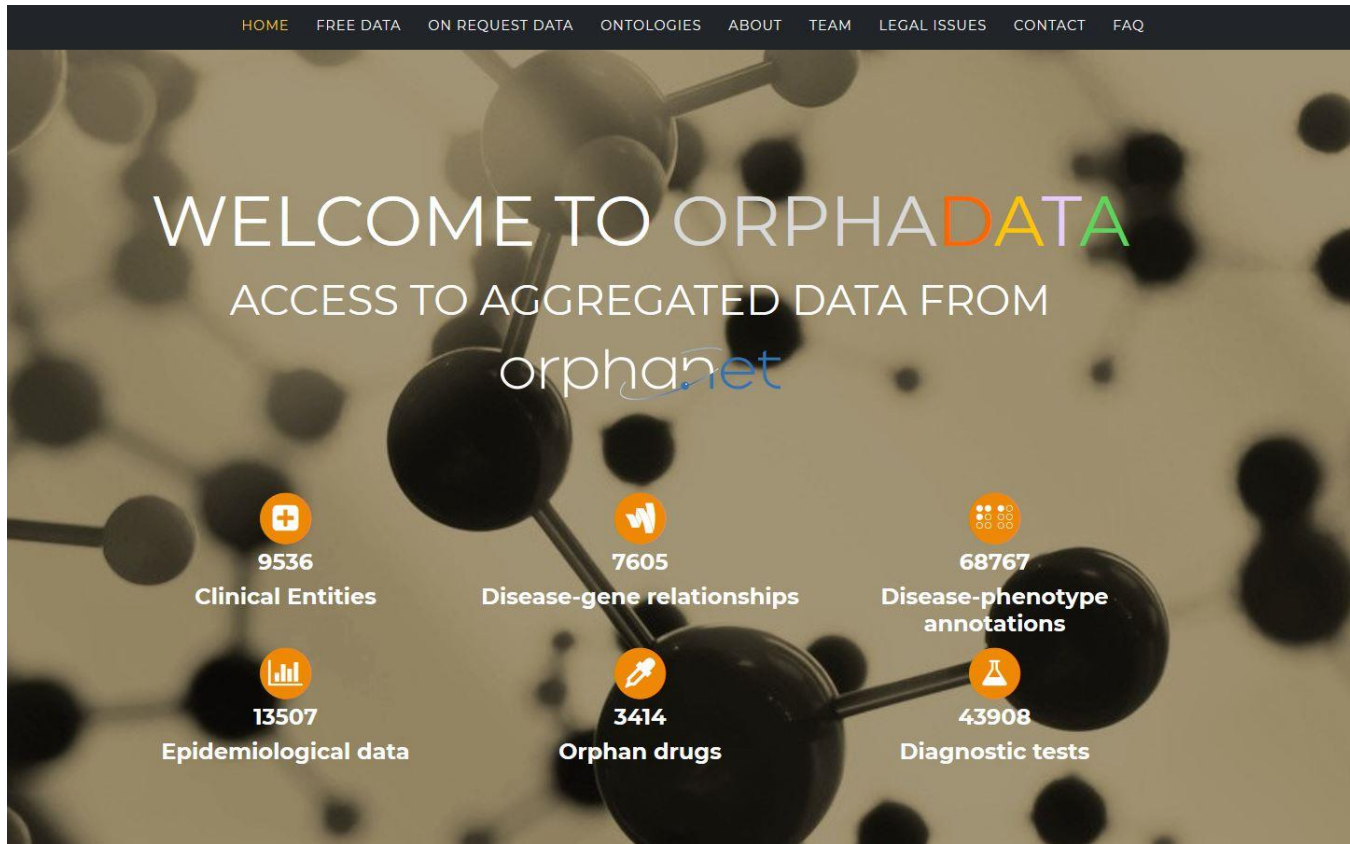 HOME FREE DATA ON REQUEST DATA ONTOLOGIES ABOUT TEAM LEGAL ISSUES CONTACT FAQ
WELCOME TO ORPHADATA
ACCESS TO AGGREGATED DATA FROM
orphanet
9536 7605 68767
Clinical Entities Disease-gene relationships Disease-phenotype
annotations
13507 3414 43908
Epidemiological data Orphan drugs Diagnostic tests